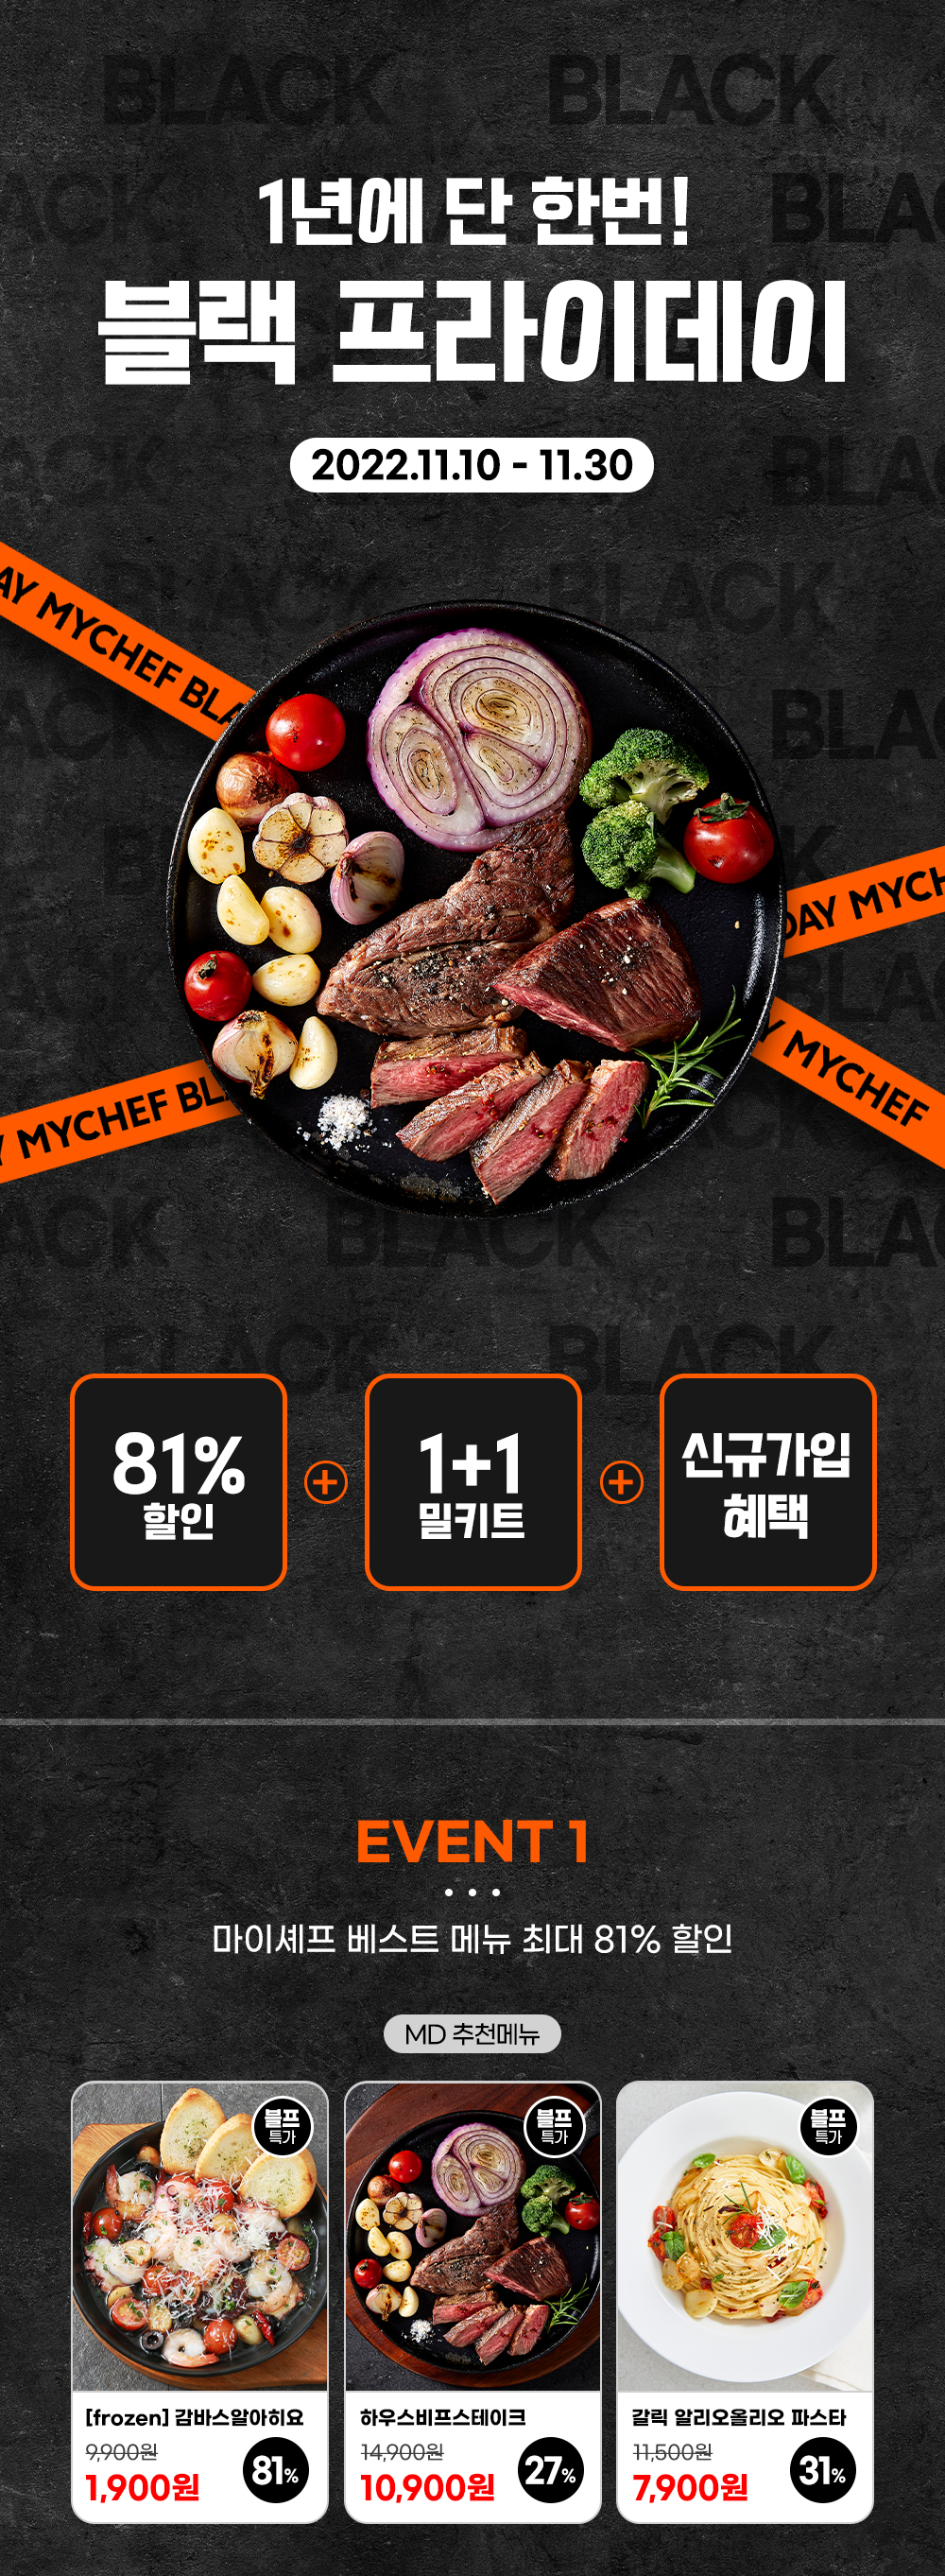 BLACK BLACK
1년에 단 한번!
블랙 프라이데이
2022.11.10 - 11.30
AY MYCHEF BLA
DAY MYCH
Y MYCHEF
Y MYCHEF BL
BLACK BLACK
81%
할인
+
1+1
밀키트
+
신규가입
혜택
EVENT 1
마이셰프 베스트 메뉴 최대 81% 할인
MD 추천메뉴
블프
특가
[frozen] 감바스알아히요
9,900원
1,900원
81%
블프
특가
하우스비프스테이크
14,900원
10,900원
27%
블프
특가
갈릭 알리오올리오 파스타
11,500원
7,900원
31%